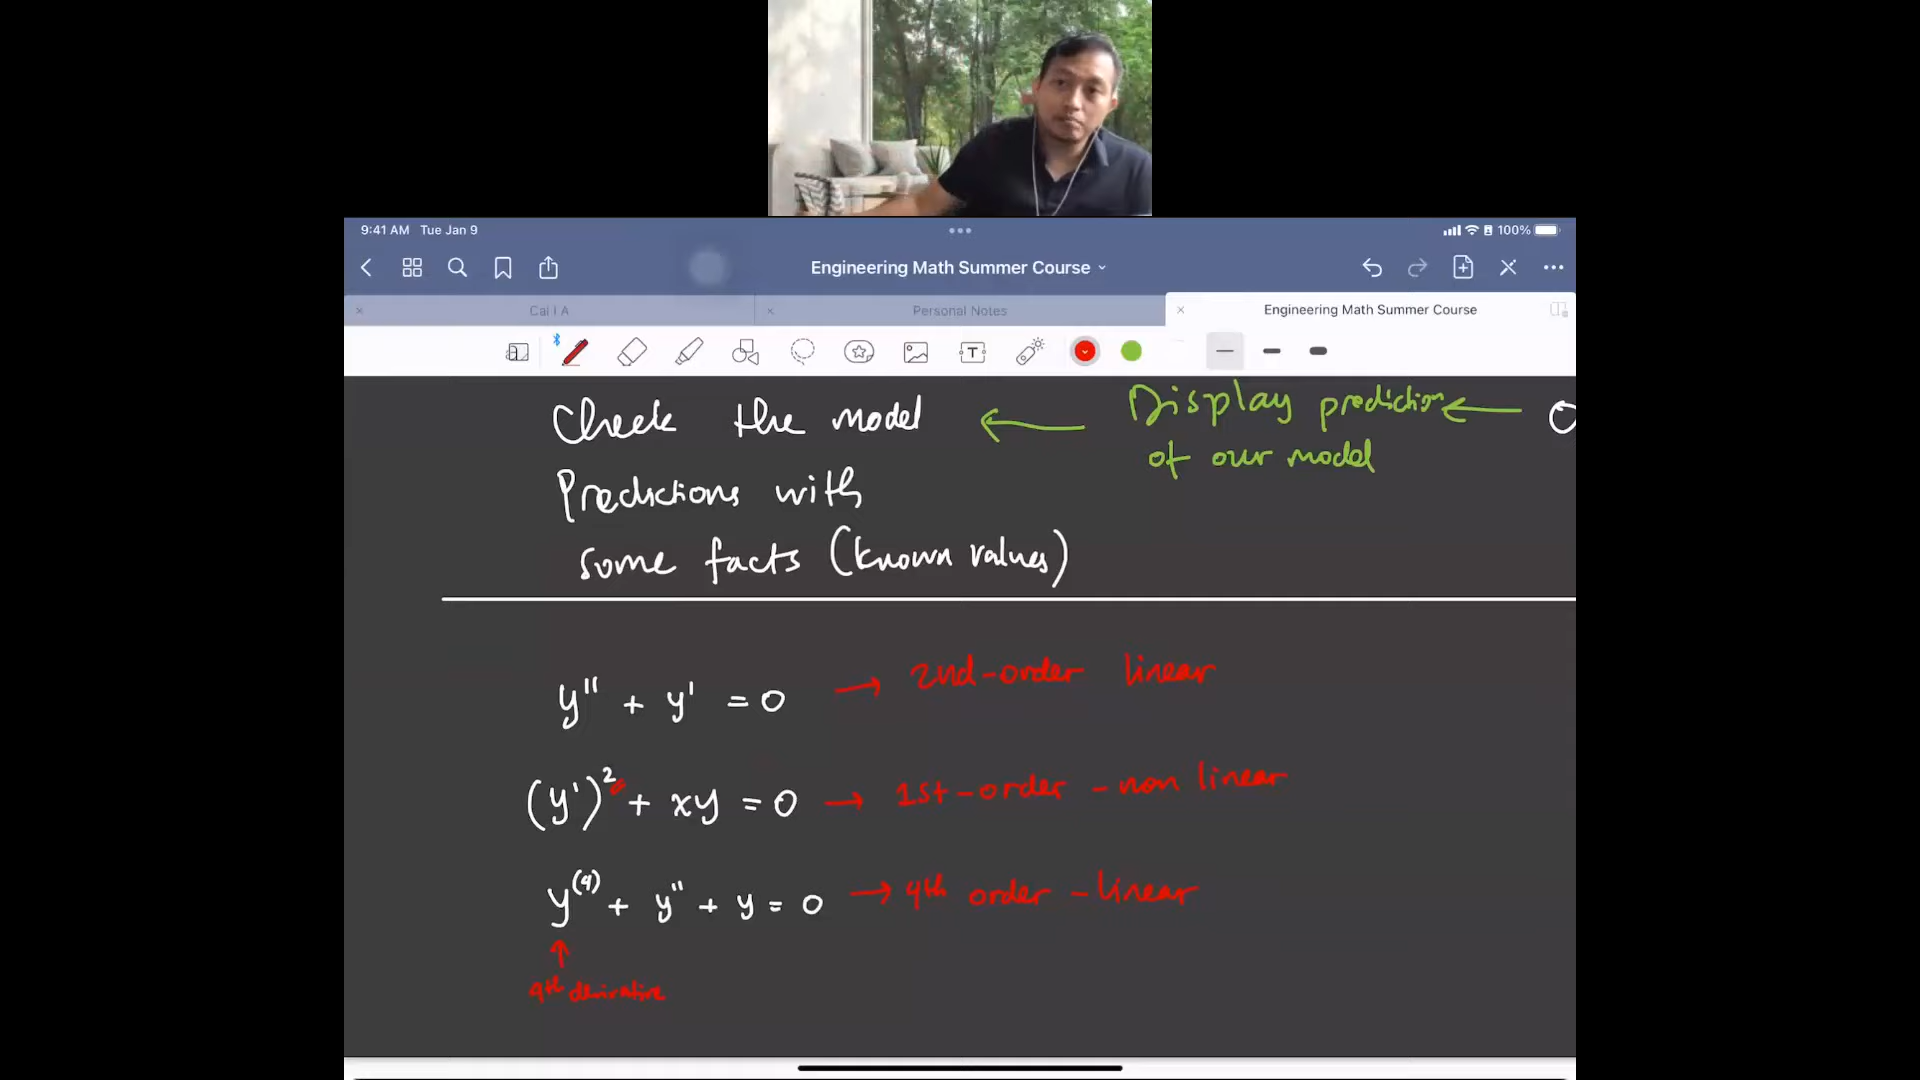 9:41 AM Tue Jan 9
100%
Engineering Math Summer Course
Cal I A
Personal Notes
Engineering Math Summer Course
Check the model ← Display prediction ←
of our model
Predictions with
some facts (known values)
y'' + y' = 0 → 2nd-order linear
(y')² + xy = 0 → 1st-order - non linear
y⁽⁴⁾ + y'' + y = 0 → 4th order - linear
↑
4th derivative